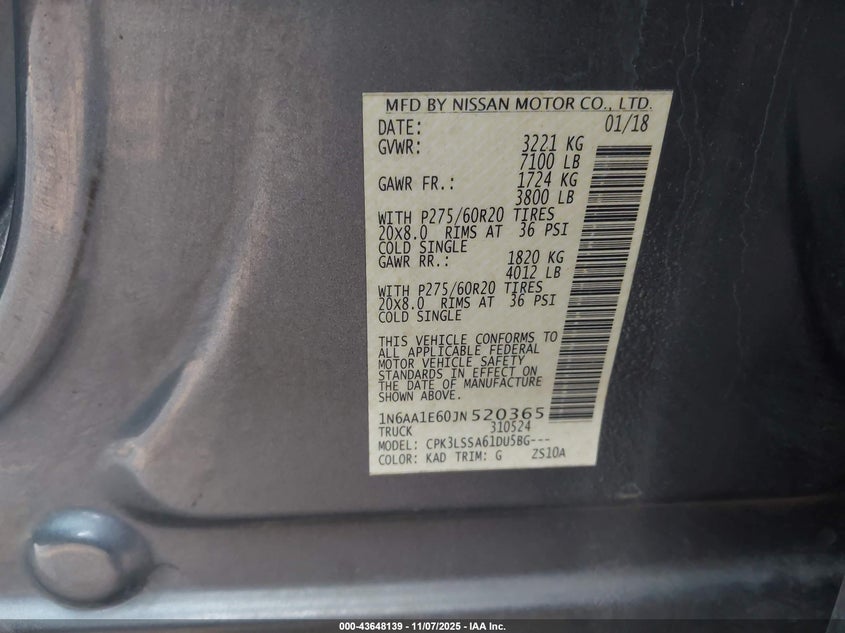 MFD BY NISSAN MOTOR CO., LTD.
DATE: 01/18
GVWR: 3221 KG
7100 LB
GAWR FR.: 1724 KG
3800 LB
WITH P275/60R20 TIRES
20X8.0 RIMS AT 36 PSI
COLD SINGLE
GAWR RR.: 1820 KG
4012 LB
WITH P275/60R20 TIRES
20X8.0 RIMS AT 36 PSI
COLD SINGLE
THIS VEHICLE CONFORMS TO
ALL APPLICABLE FEDERAL
MOTOR VEHICLE SAFETY
STANDARDS IN EFFECT ON
THE DATE OF MANUFACTURE
SHOWN ABOVE.
1N6AA1E60JN520365
TRUCK 310524
MODEL: CPK3LSSA61DU5BG---
COLOR: KAD TRIM: G ZS10A
000-43648139 - 11/07/2025 - IAA Inc.